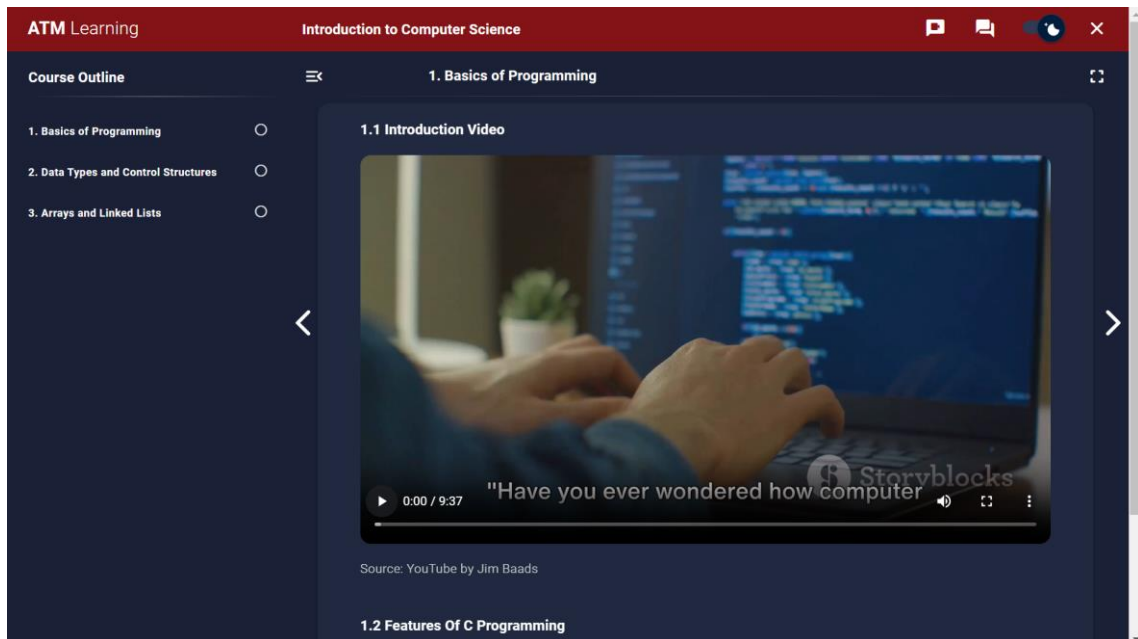 ATM Learning
Introduction to Computer Science
Course Outline
1. Basics of Programming
1. Basics of Programming
2. Data Types and Control Structures
3. Arrays and Linked Lists
1.1 Introduction Video
Storyblocks
"Have you ever wondered how computer
0:00 / 9:37
Source: YouTube by Jim Baads
1.2 Features Of C Programming